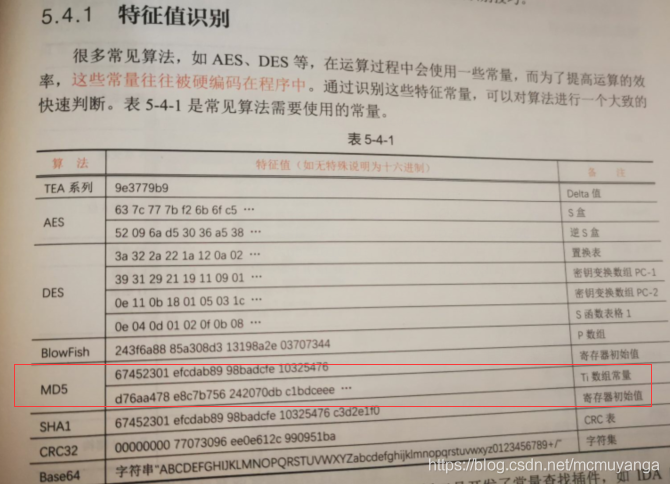 5.4.1 特征值识别
很多常见算法，如 AES、DES 等，在运算过程中会使用一些常量，而为了提高运算的效
率，这些常量往往被硬编码在程序中。通过识别这些特征常量，可以对算法进行一个大致的
快速判断。表 5-4-1 是常见算法需要使用的常量。
表 5-4-1
算 法 特征值（如无特殊说明为十六进制） 备 注
TEA 系列 9e3779b9 Delta 值
AES 63 7c 77 7b f2 6b 6f c5 … S 盒
52 09 6a d5 30 36 a5 38 … 逆 S 盒
DES 3a 32 2a 22 1a 12 0a 02 … 置换表
39 31 29 21 19 11 09 01 … 密钥变换数组 PC-1
0e 11 0b 18 01 05 03 1c … 密钥变换数组 PC-2
0e 04 0d 01 02 0f 0b 08 … S 函数表格 1
BlowFish 243f6a88 85a308d3 13198a2e 03707344 P 数组
MD5 67452301 efcdab89 98badcfe 10325476 寄存器初始值
d76aa478 e8c7b756 242070db c1bdceee … Ti 数组常量
SHA1 67452301 efcdab89 98badcfe 10325476 c3d2e1f0 寄存器初始值
CRC32 00000000 77073096 ee0e612c 990951ba CRC 表
Base64 字符串"ABCDEFGHIJKLMNOPQRSTUVWXYZabcdefghijklmnopqrstuvwxyz0123456789+/" 字符集
了常量查找插件，如 IDA
https://blog.csdn.net/mcmuyanga